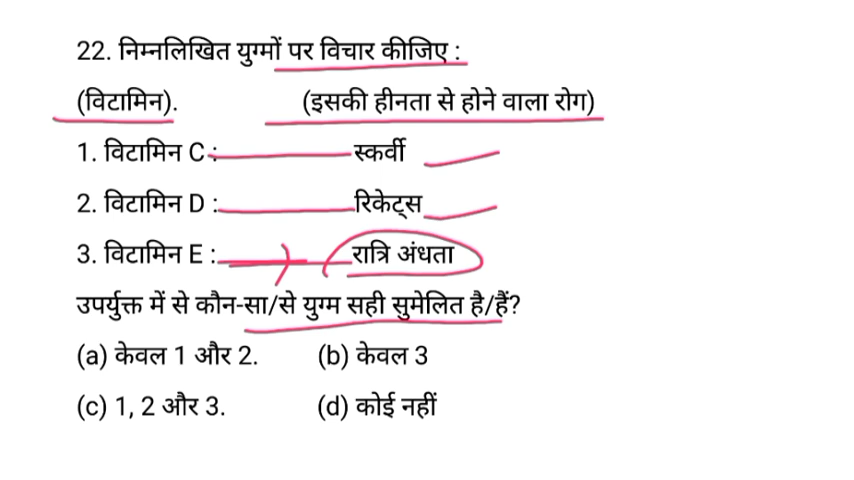 22. निम्नलिखित युग्मों पर विचार कीजिए :
(विटामिन). (इसकी हीनता से होने वाला रोग)
1. विटामिन C : स्कर्वी
2. विटामिन D : रिकेट्स
3. विटामिन E : रात्रि अंधता
उपर्युक्त में से कौन-सा/से युग्म सही सुमेलित है/हैं?
(a) केवल 1 और 2. (b) केवल 3
(c) 1, 2 और 3. (d) कोई नहीं